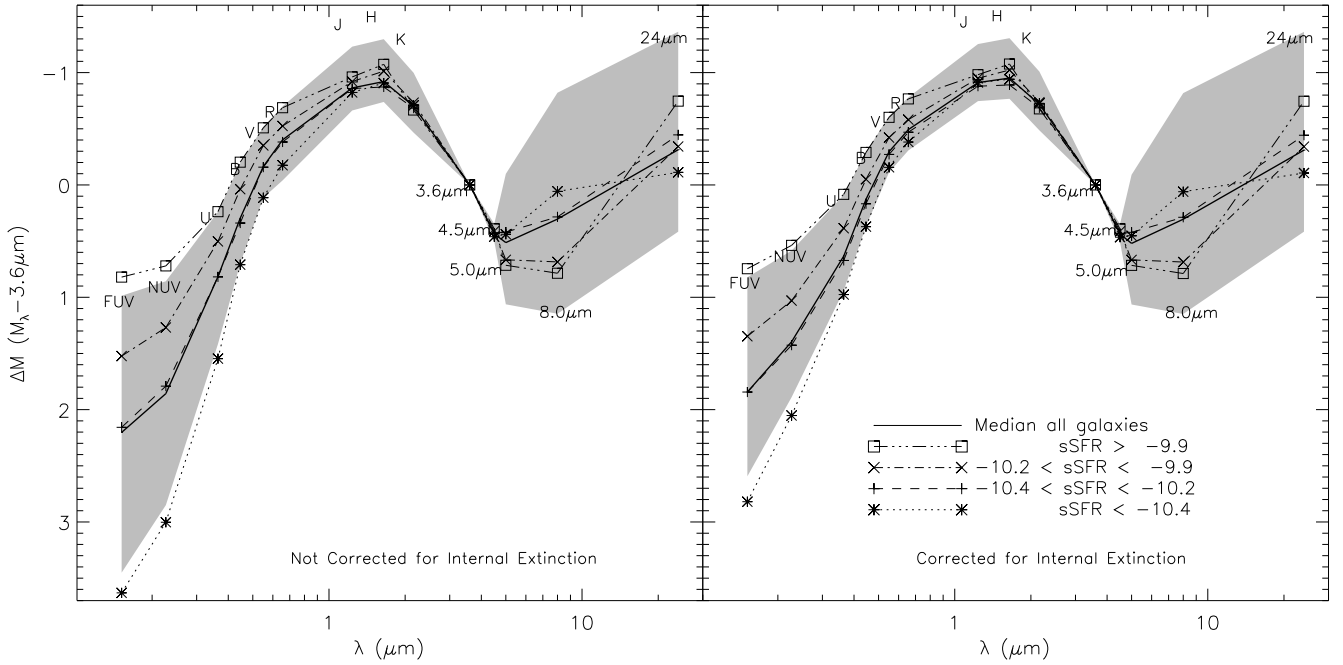 ΔM (Mλ−3.6μm)
−1
0
1
2
3
FUV
NUV
U
B
V
R
J
H
K
3.6μm
4.5μm
5.0μm
8.0μm
24μm
Not Corrected for Internal Extinction
1
10
λ (μm)
FUV
NUV
U
B
V
R
J
H
K
3.6μm
4.5μm
5.0μm
8.0μm
24μm
Median all galaxies
sSFR > −9.9
−10.2 < sSFR < −9.9
−10.4 < sSFR < −10.2
sSFR < −10.4
Corrected for Internal Extinction
1
10
λ (μm)